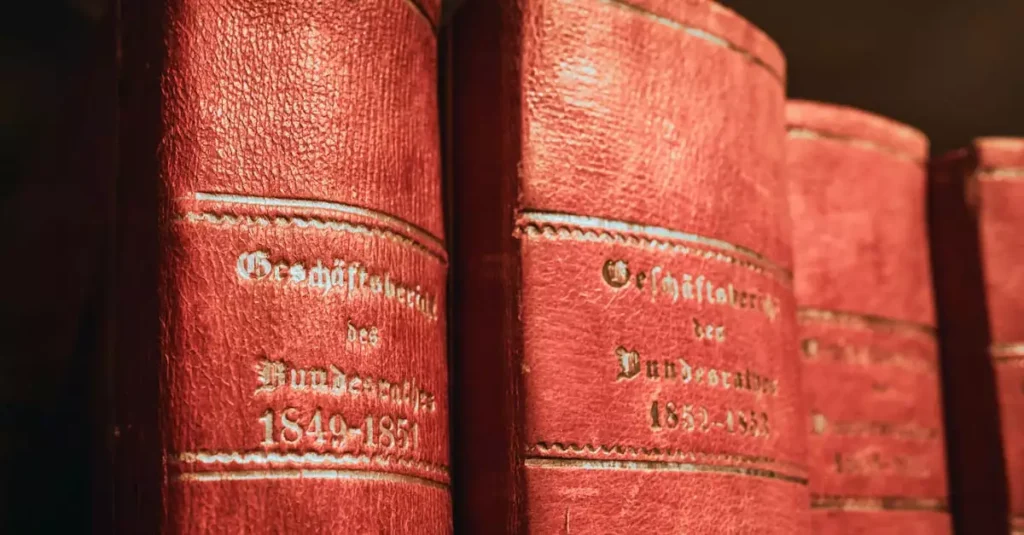 Geschäftsbericht
des
Bundesrathes
1849-1851
Geschäftsbericht
des
Bundesrathes
1852-1853